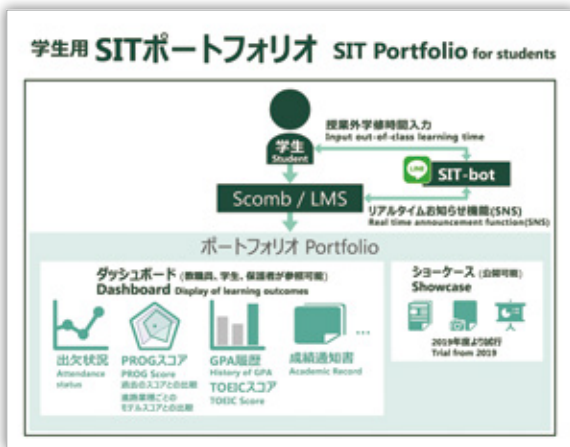 学生用 SITポートフォリオ SIT Portfolio for students
授業外学修時間入力
Input out-of-class learning time
学生
Student
LINE
SIT-bot
Scomb / LMS
リアルタイムお知らせ機能(SNS)
Real time announcement function(SNS)
ポートフォリオ Portfolio
ダッシュボード (教職員、学生、保護者が参照可能)
Dashboard Display of learning outcomes
出欠状況
Attendance
status
PROGスコア
PROG Score
過去のスコアとの比較
進路業種ごとの
モデルスコアとの比較
GPA履歴
History of GPA
TOEICスコア
TOEIC Score
成績通知書
Academic Record
…
ショーケース (公開可能)
Showcase
2019年度より試行
Trial from 2019